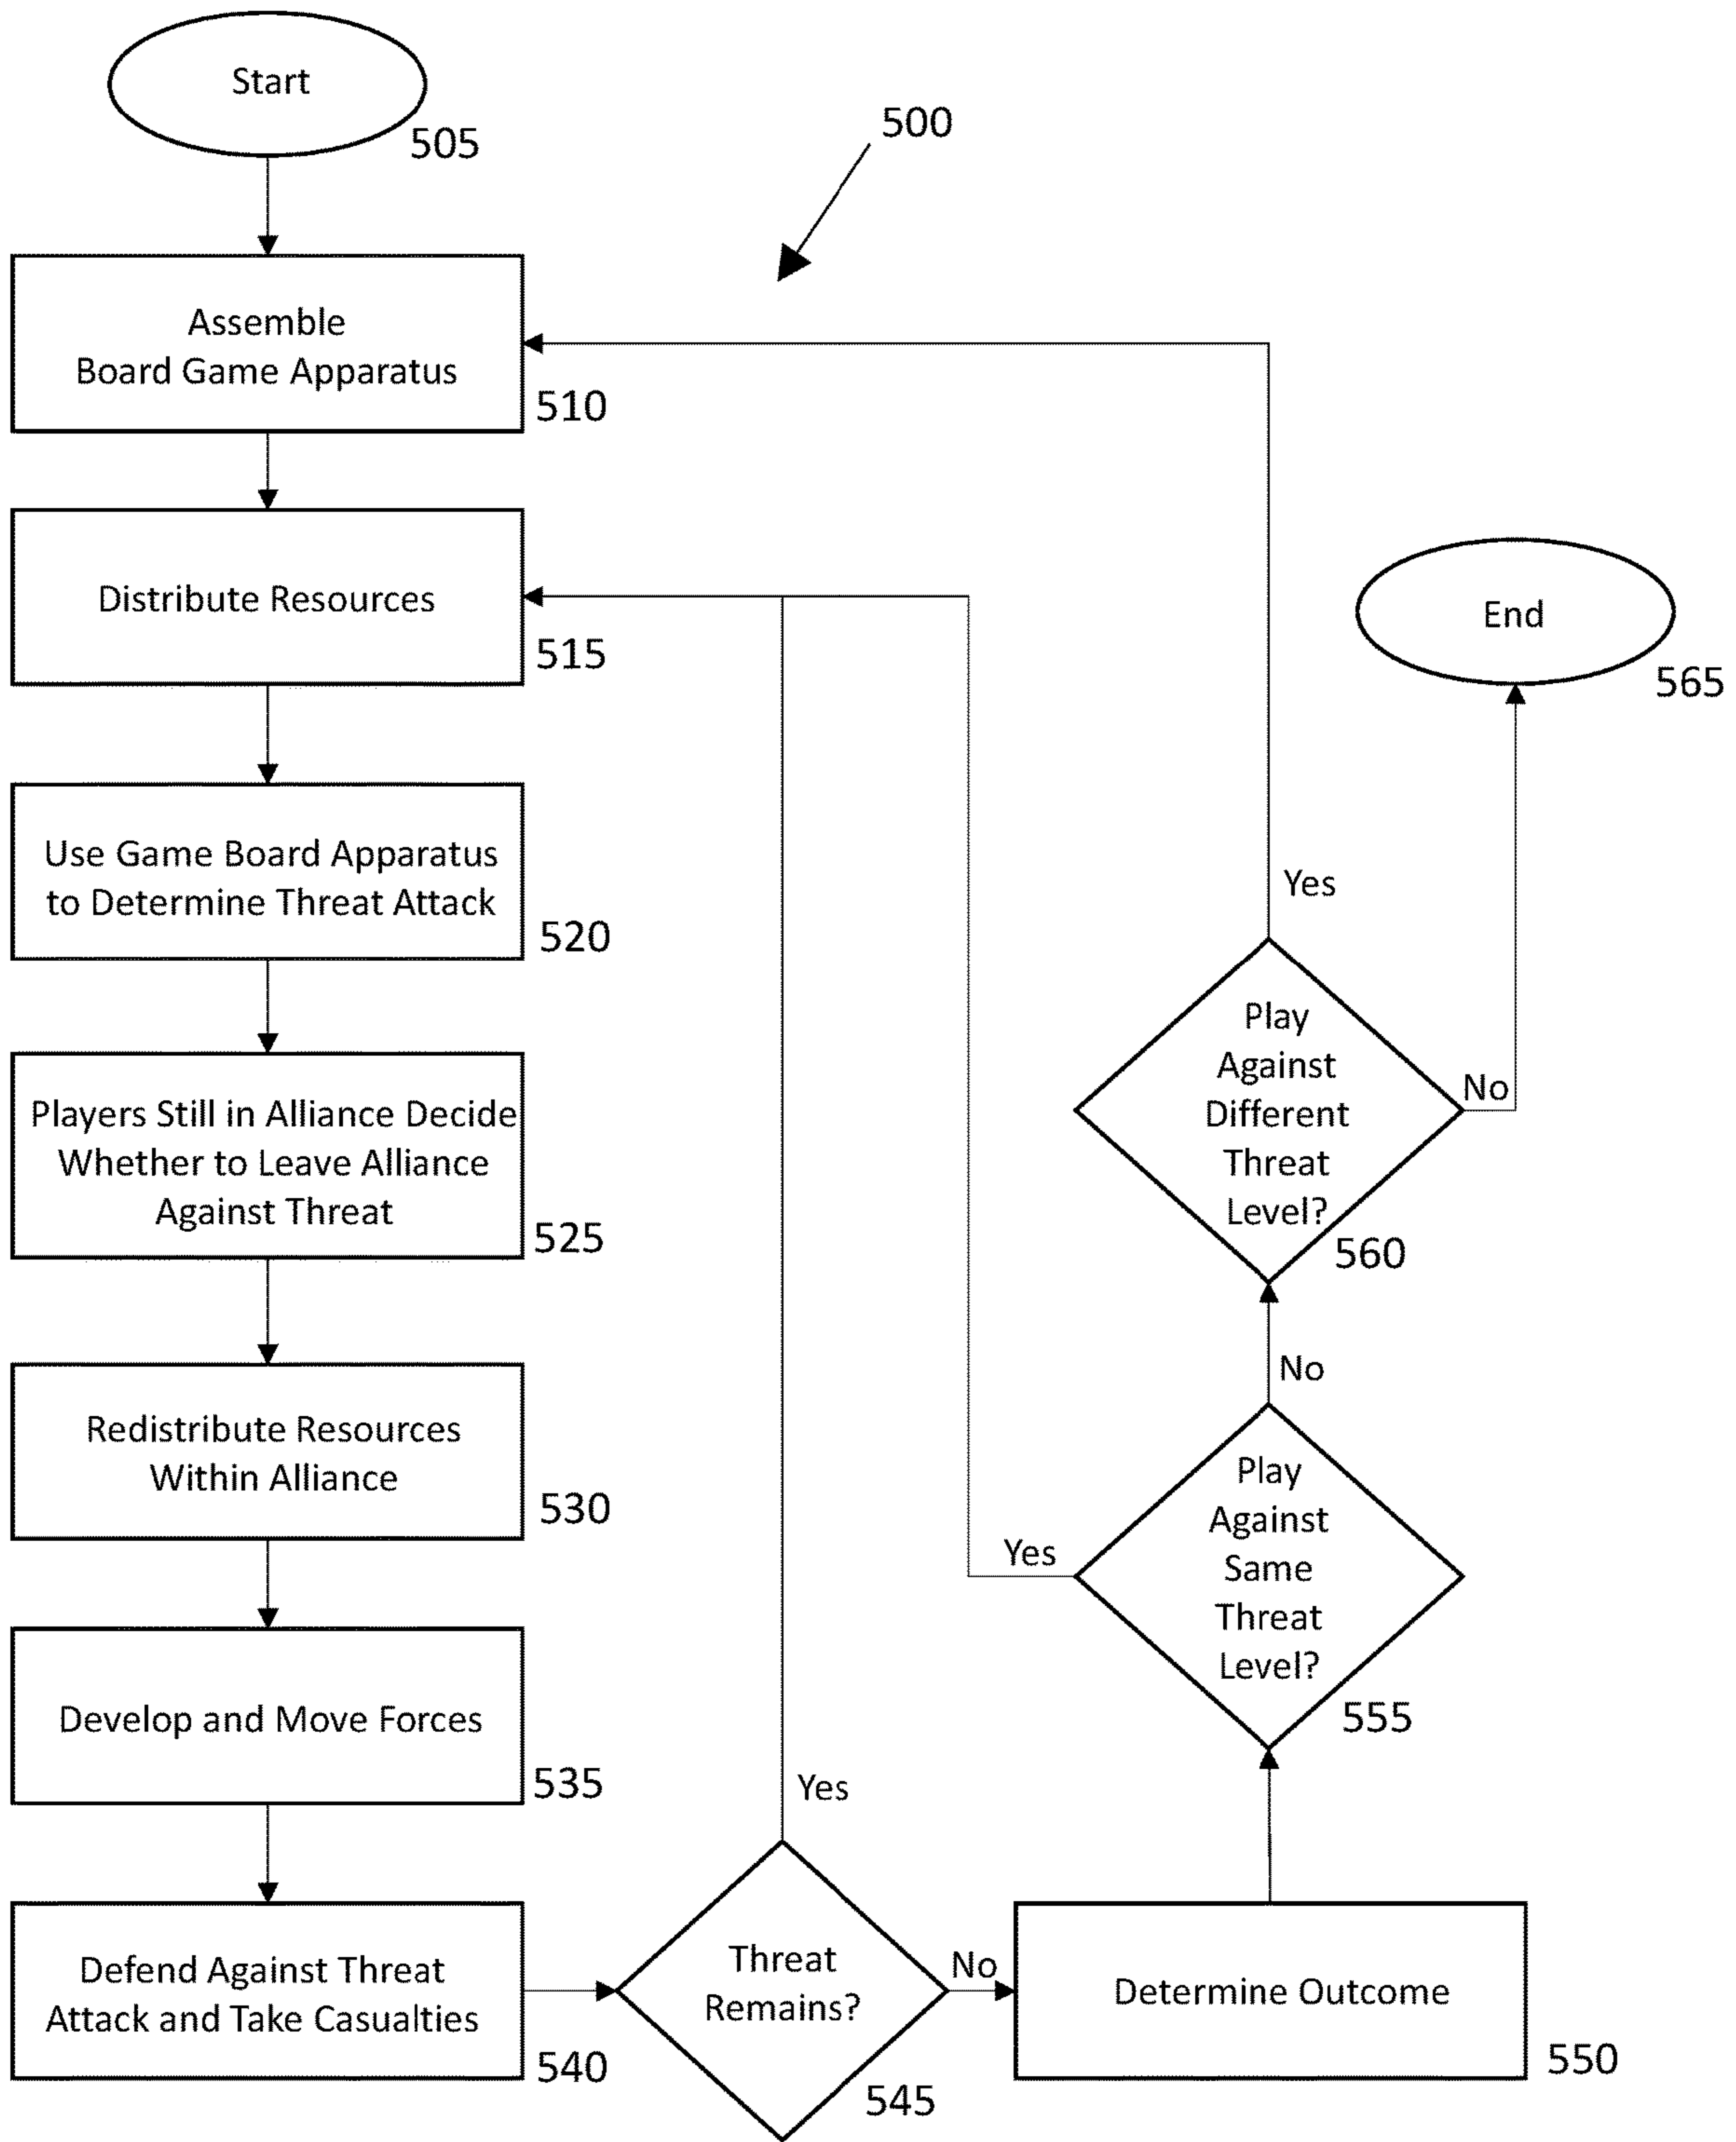 Start
505
500
Assemble
Board Game Apparatus
510
Distribute Resources
515
End
565
Use Game Board Apparatus
to Determine Threat Attack
520
Yes
Play
Against
Different
Threat
Level?
No
560
Players Still in Alliance Decide
Whether to Leave Alliance
Against Threat
525
No
Redistribute Resources
Within Alliance
530
Play
Against
Same
Threat
Level?
Yes
555
Develop and Move Forces
535
Yes
Defend Against Threat
Attack and Take Casualties
540
Threat
Remains?
No
545
Determine Outcome
550